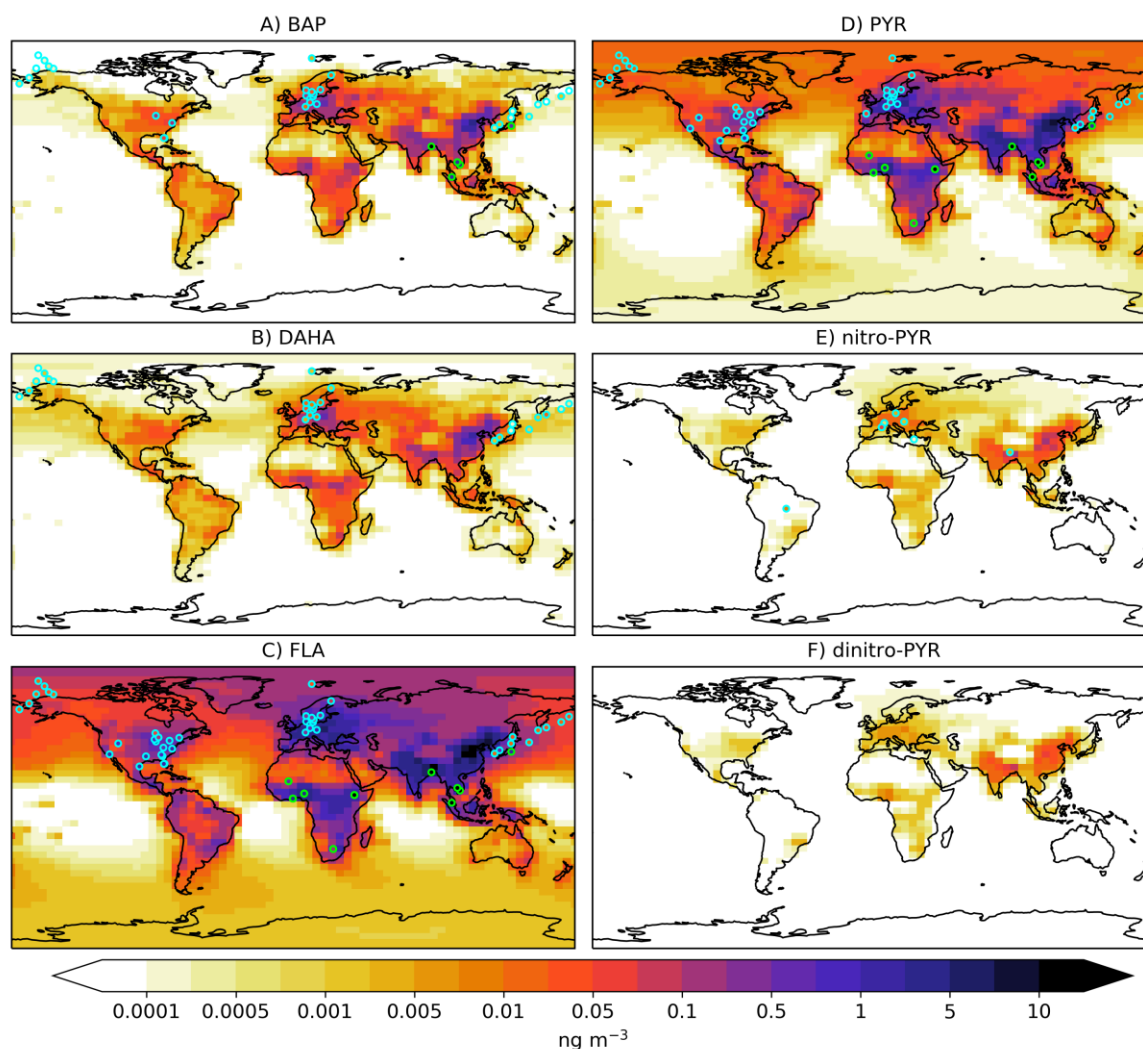 A) BAP
D) PYR
B) DAHA
E) nitro-PYR
C) FLA
F) dinitro-PYR
0.0001 0.0005 0.001 0.005 0.01 0.05 0.1 0.5 1 5 10
ng m⁻³